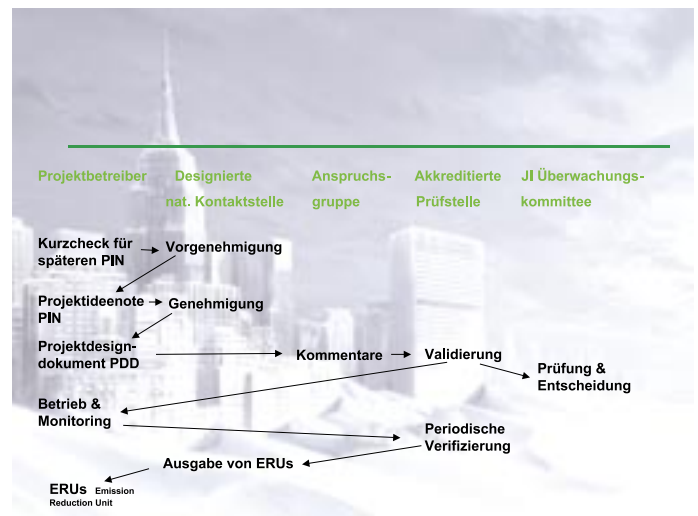 Projektbetreiber Designierte Anspruchs- Akkreditierte JI Überwachungs-
nat. Kontaktstelle gruppe Prüfstelle kommittee
Kurzcheck für
späteren PIN
Vorgenehmigung
Projektideenote
PIN
Genehmigung
Projektdesign-
dokument PDD
Kommentare
Validierung
Prüfung &
Entscheidung
Betrieb &
Monitoring
Periodische
Verifizierung
Ausgabe von ERUs
ERUs Emission
Reduction Unit